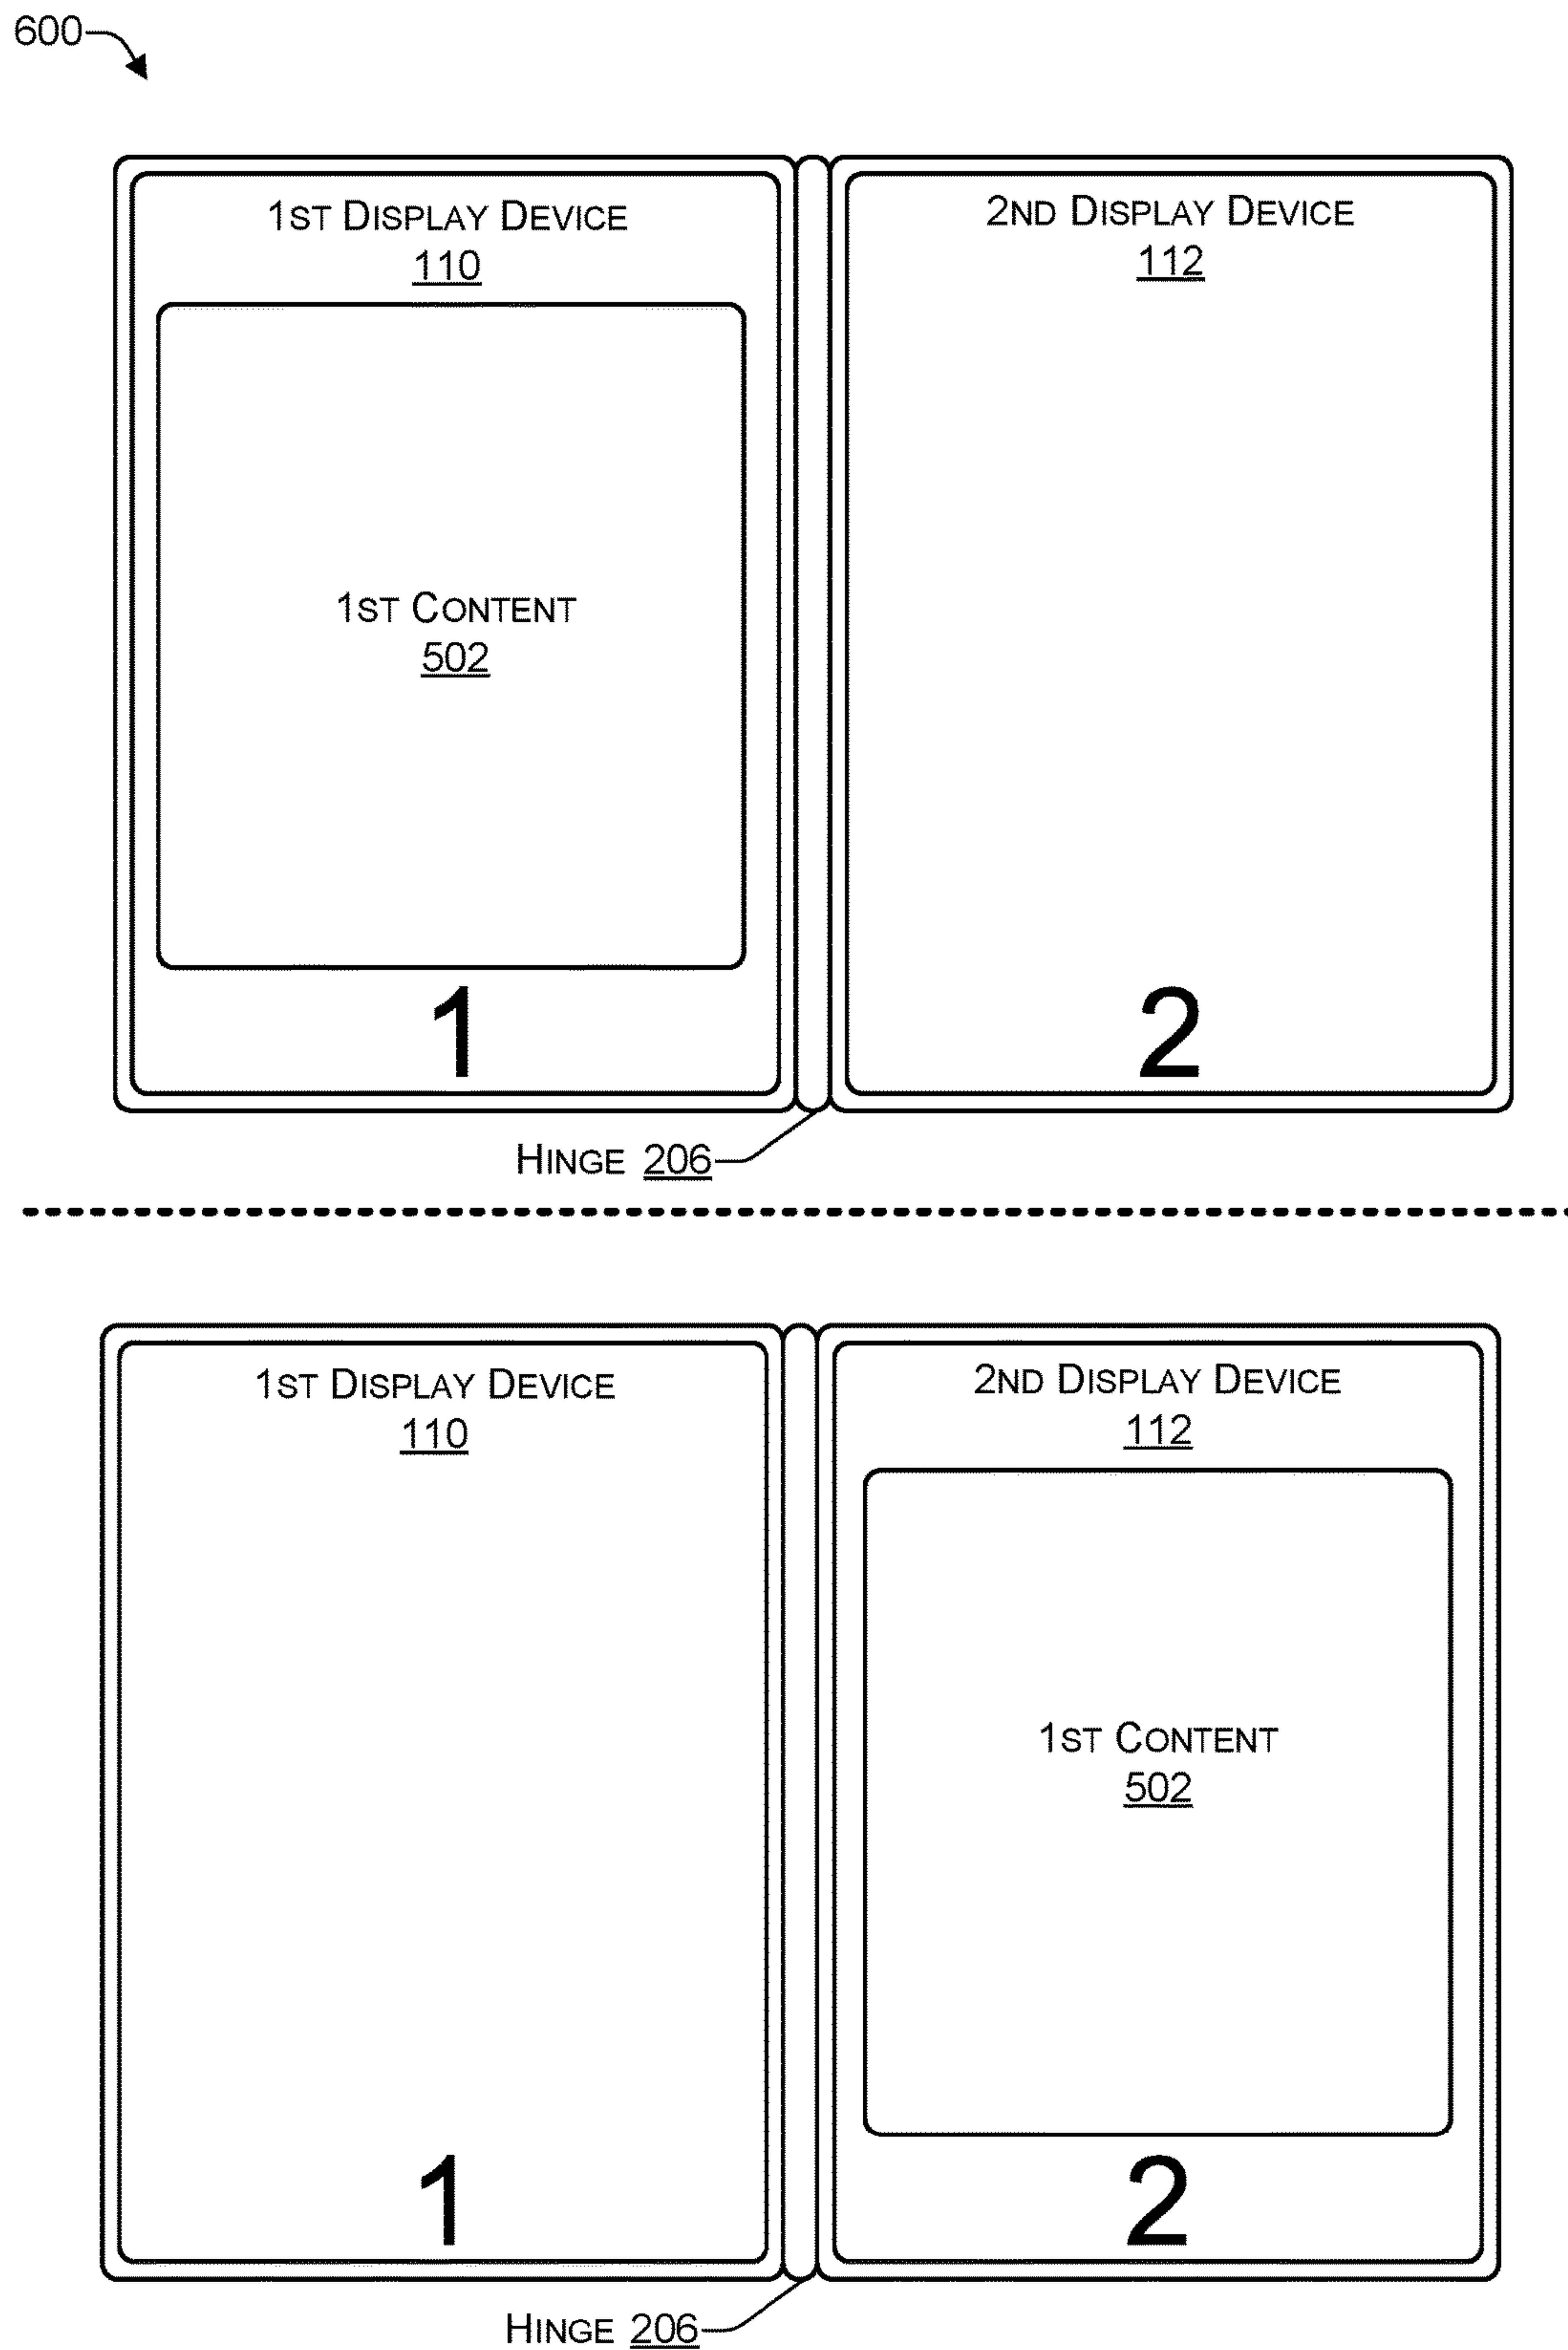 600
1ST DISPLAY DEVICE
110
2ND DISPLAY DEVICE
112
1ST CONTENT
502
1
2
HINGE 206
1ST DISPLAY DEVICE
110
2ND DISPLAY DEVICE
112
1ST CONTENT
502
1
2
HINGE 206